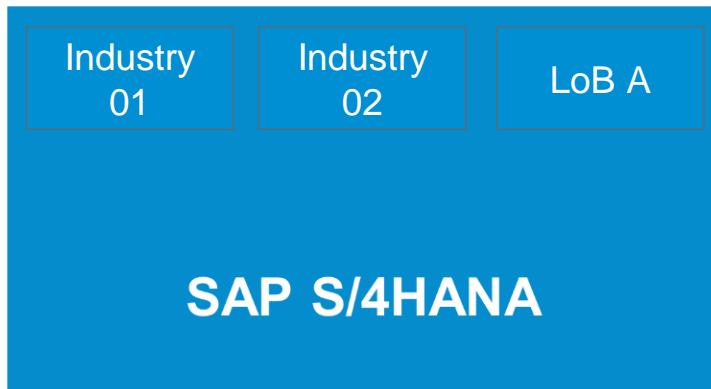 Industry
01
Industry
02
LoB A
SAP S/4HANA